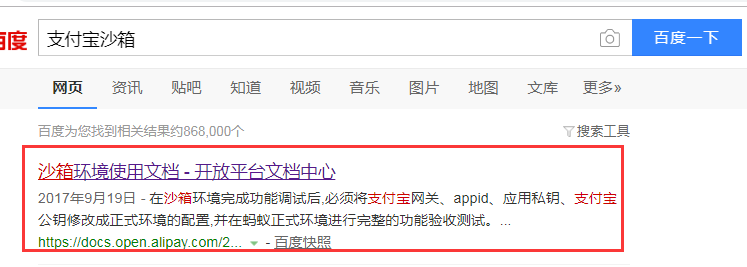 百度
支付宝沙箱
百度一下
网页 资讯 贴吧 知道 视频 音乐 图片 地图 文库 更多»
百度为您找到相关结果约868,000个
搜索工具
沙箱环境使用文档 - 开放平台文档中心
2017年9月19日 - 在沙箱环境完成功能调试后,必须将支付宝网关、appid、应用私钥、支付宝
公钥修改成正式环境的配置,并在蚂蚁正式环境进行完整的功能验收测试。...
https://docs.open.alipay.com/2... - 百度快照